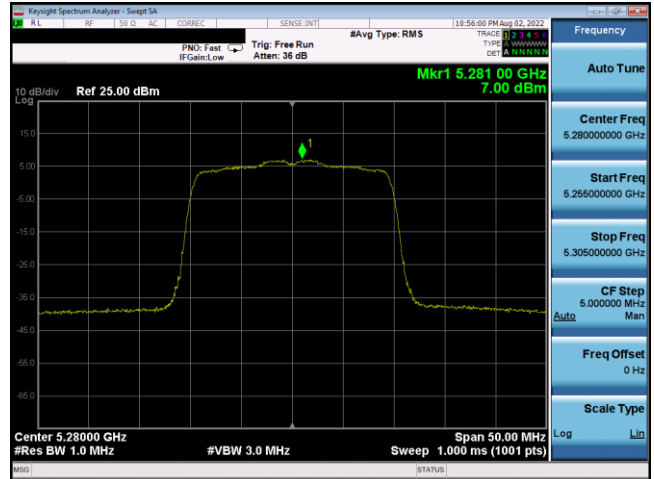 Keysight Spectrum Analyzer - Swept SA
RL RF 50 Ω AC CORREC SENSE:INT 10:56:00 PM Aug 02, 2022
#Avg Type: RMS TRACE 1 2 3 4 5 6
PNO: Fast Trig: Free Run TYPE A WWWWW
IFGain:Low Atten: 36 dB DET A N N N N N
Mkr1 5.281 00 GHz
7.00 dBm
10 dB/div Ref 25.00 dBm
Log
15.0
1
5.00
-5.00
-15.0
-25.0
-35.0
-45.0
-55.0
-65.0
Center 5.28000 GHz Span 50.00 MHz
#Res BW 1.0 MHz #VBW 3.0 MHz Sweep 1.000 ms (1001 pts)
MSG STATUS
Frequency
Auto Tune
Center Freq
5.280000000 GHz
Start Freq
5.255000000 GHz
Stop Freq
5.305000000 GHz
CF Step
5.000000 MHz
Auto Man
Freq Offset
0 Hz
Scale Type
Log Lin